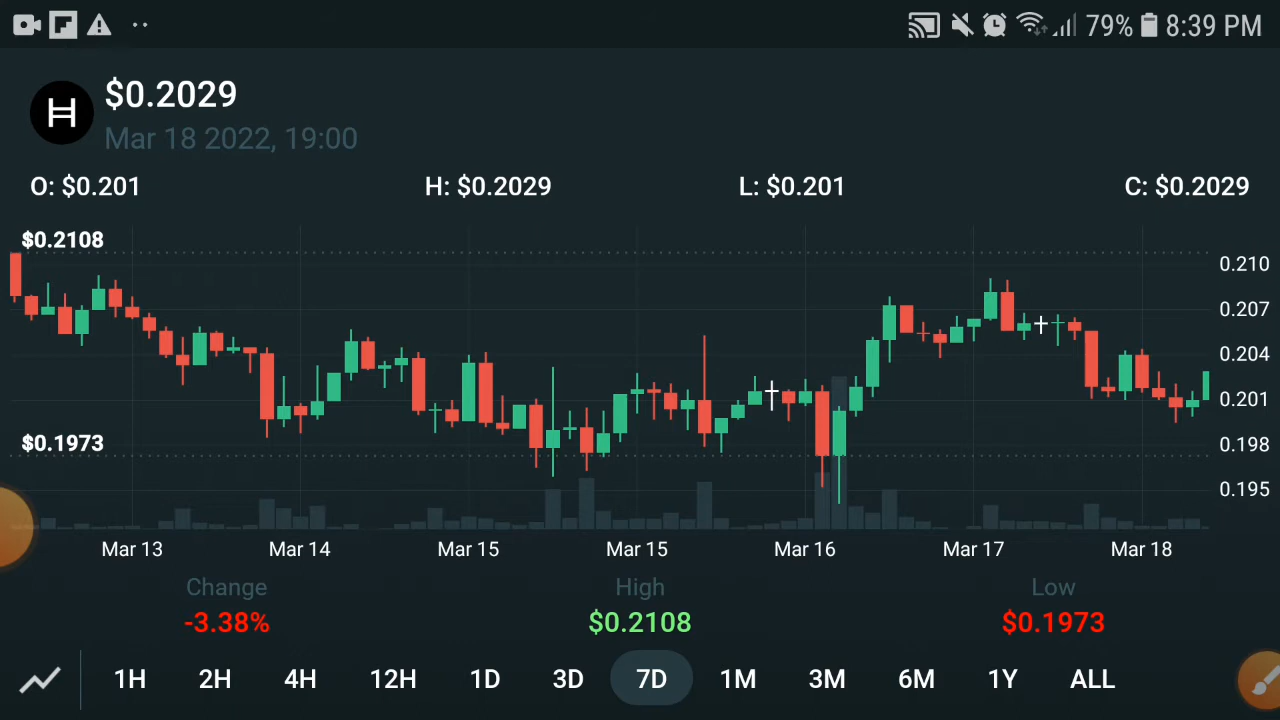 79% 8:39 PM
$0.2029
Mar 18 2022, 19:00
O: $0.201 H: $0.2029 L: $0.201 C: $0.2029
$0.2108
0.210
0.207
0.204
0.201
$0.1973
0.198
0.195
Mar 13 Mar 14 Mar 15 Mar 15 Mar 16 Mar 17 Mar 18
Change High Low
-3.38% $0.2108 $0.1973
1H 2H 4H 12H 1D 3D 7D 1M 3M 6M 1Y ALL